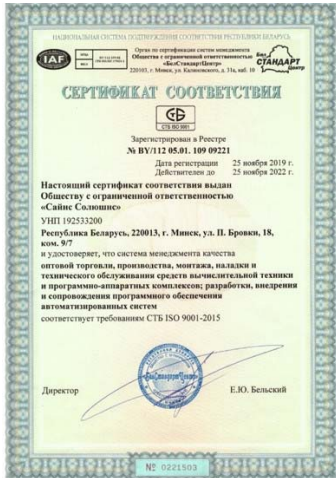 НАЦИОНАЛЬНАЯ СИСТЕМА ПОДТВЕРЖДЕНИЯ СООТВЕТСТВИЯ РЕСПУБЛИКИ БЕЛАРУСЬ
IAF
Орган по сертификации систем менеджмента
Общества с ограниченной ответственностью
«БелСтандартЦентр»
220103, г. Минск, ул. Калиновского, д. 31а, каб. 10
Бел
СТАНДАРТ
Центр
СЕРТИФИКАТ СООТВЕТСТВИЯ
СТБ ISO 9001
Зарегистрирован в Реестре
№ BY/112 05.01. 109 09221
Дата регистрации 25 ноября 2019 г.
Действителен до 25 ноября 2022 г.
Настоящий сертификат соответствия выдан
Обществу с ограниченной ответственностью
«Сайнс Солюшнс»
УНП 192533200
Республика Беларусь, 220013, г. Минск, ул. П. Бровки, 18,
ком. 9/7
и удостоверяет, что система менеджмента качества
оптовой торговли, производства, монтажа, наладки и
технического обслуживания средств вычислительной техники
и программно-аппаратных комплексов; разработки, внедрения
и сопровождения программного обеспечения
автоматизированных систем
соответствует требованиям СТБ ISO 9001-2015
БелСтандартЦентр
Директор Е.Ю. Бельский
№ 0221503